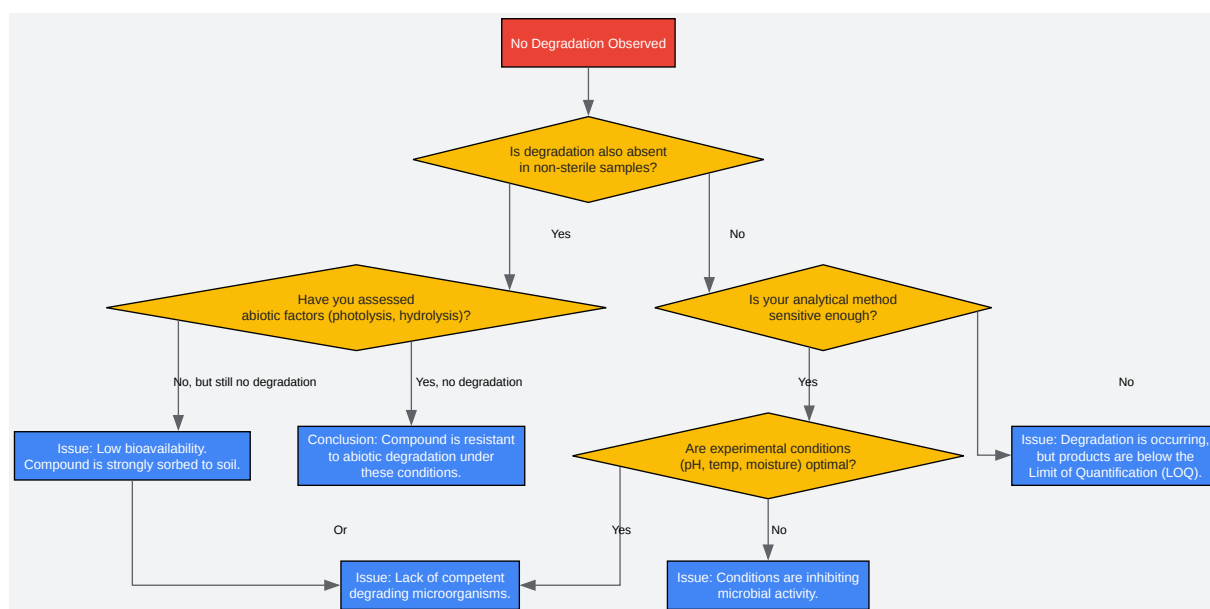 No Degradation Observed
Is degradation also absent
in non-sterile samples?
Yes
No
Have you assessed
abiotic factors (photolysis, hydrolysis)?
Is your analytical method
sensitive enough?
No, but still no degradation
Yes, no degradation
Yes
No
Issue: Low bioavailability.
Compound is strongly sorbed to soil.
Conclusion: Compound is resistant
to abiotic degradation under
these conditions.
Are experimental conditions
(pH, temp, moisture) optimal?
Issue: Degradation is occurring,
but products are below the
Limit of Quantification (LOQ).
Or
Yes
No
Issue: Lack of competent
degrading microorganisms.
Issue: Conditions are inhibiting
microbial activity.